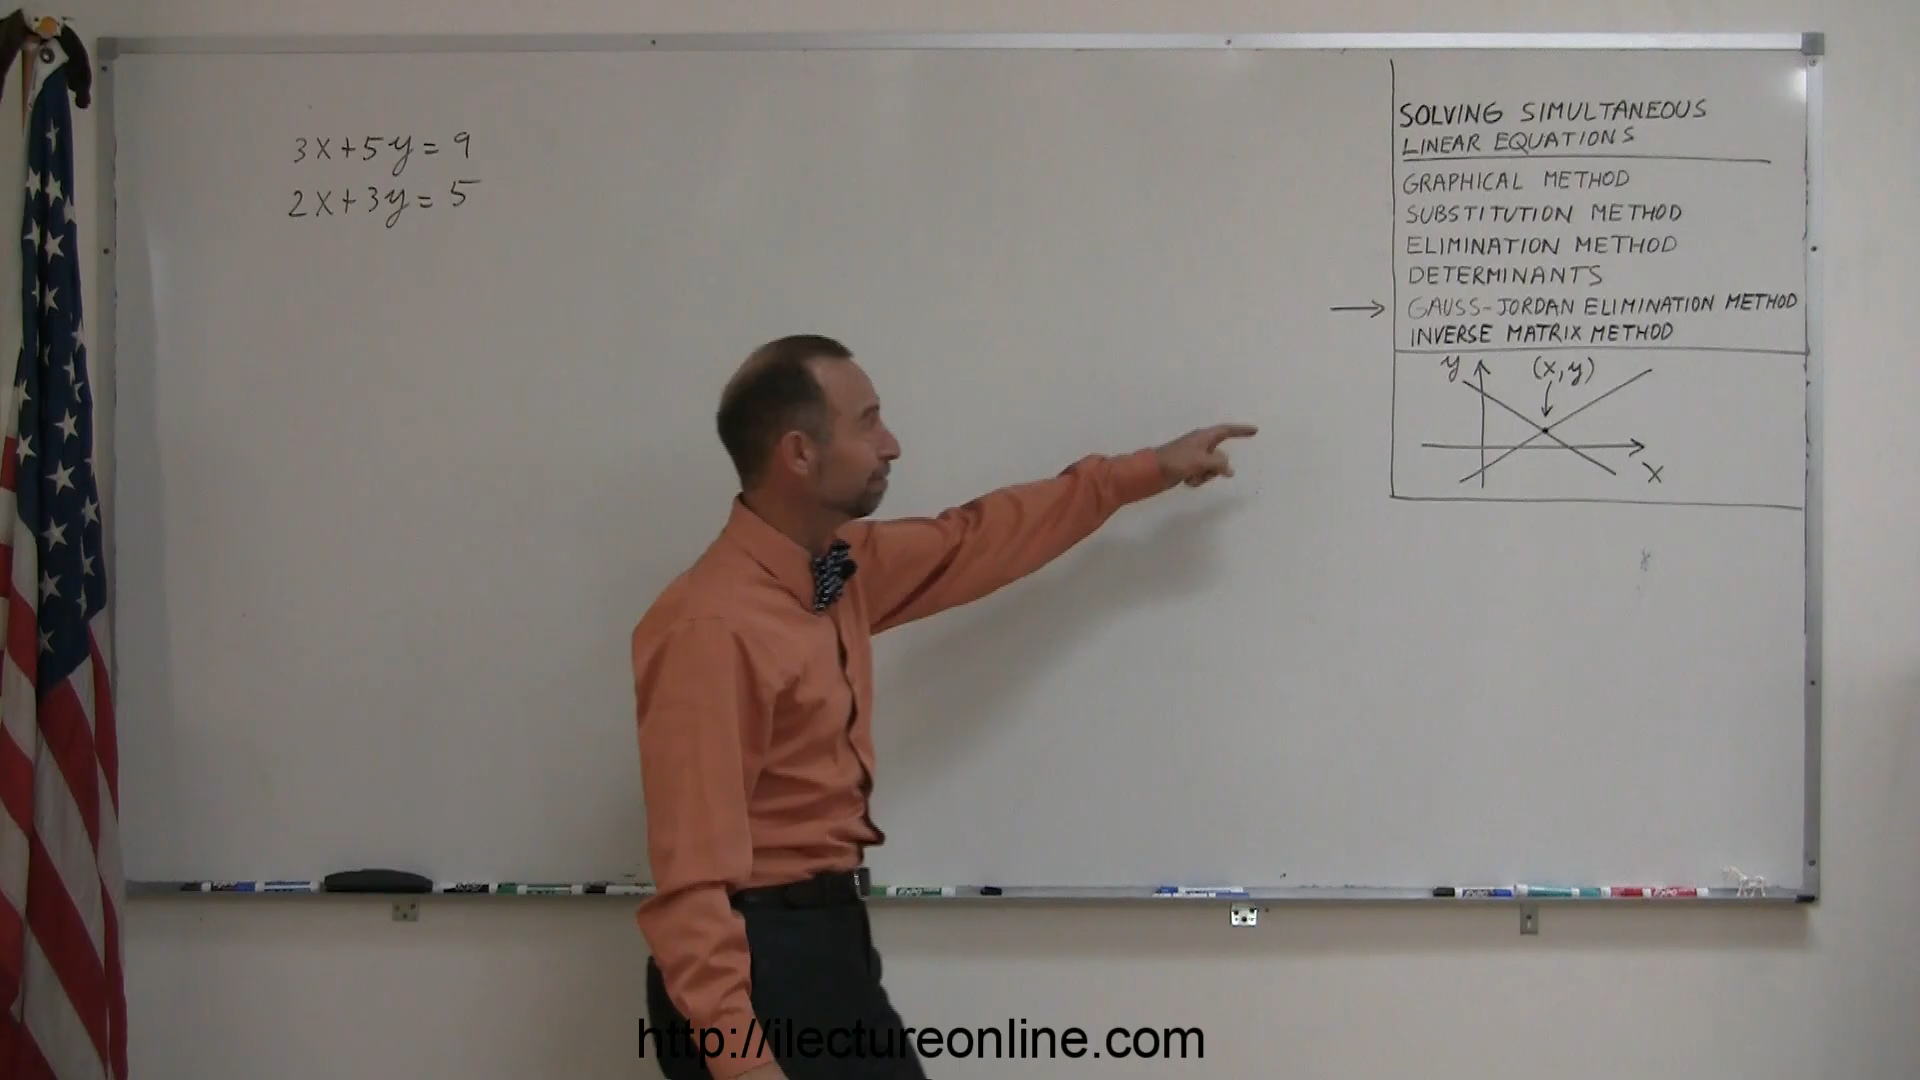 3x+5y=9
2x+3y=5
SOLVING SIMULTANEOUS
LINEAR EQUATIONS
GRAPHICAL METHOD
SUBSTITUTION METHOD
ELIMINATION METHOD
DETERMINANTS
GAUSS-JORDAN ELIMINATION METHOD
INVERSE MATRIX METHOD
y (x,y)
x
http://ilectureonline.com